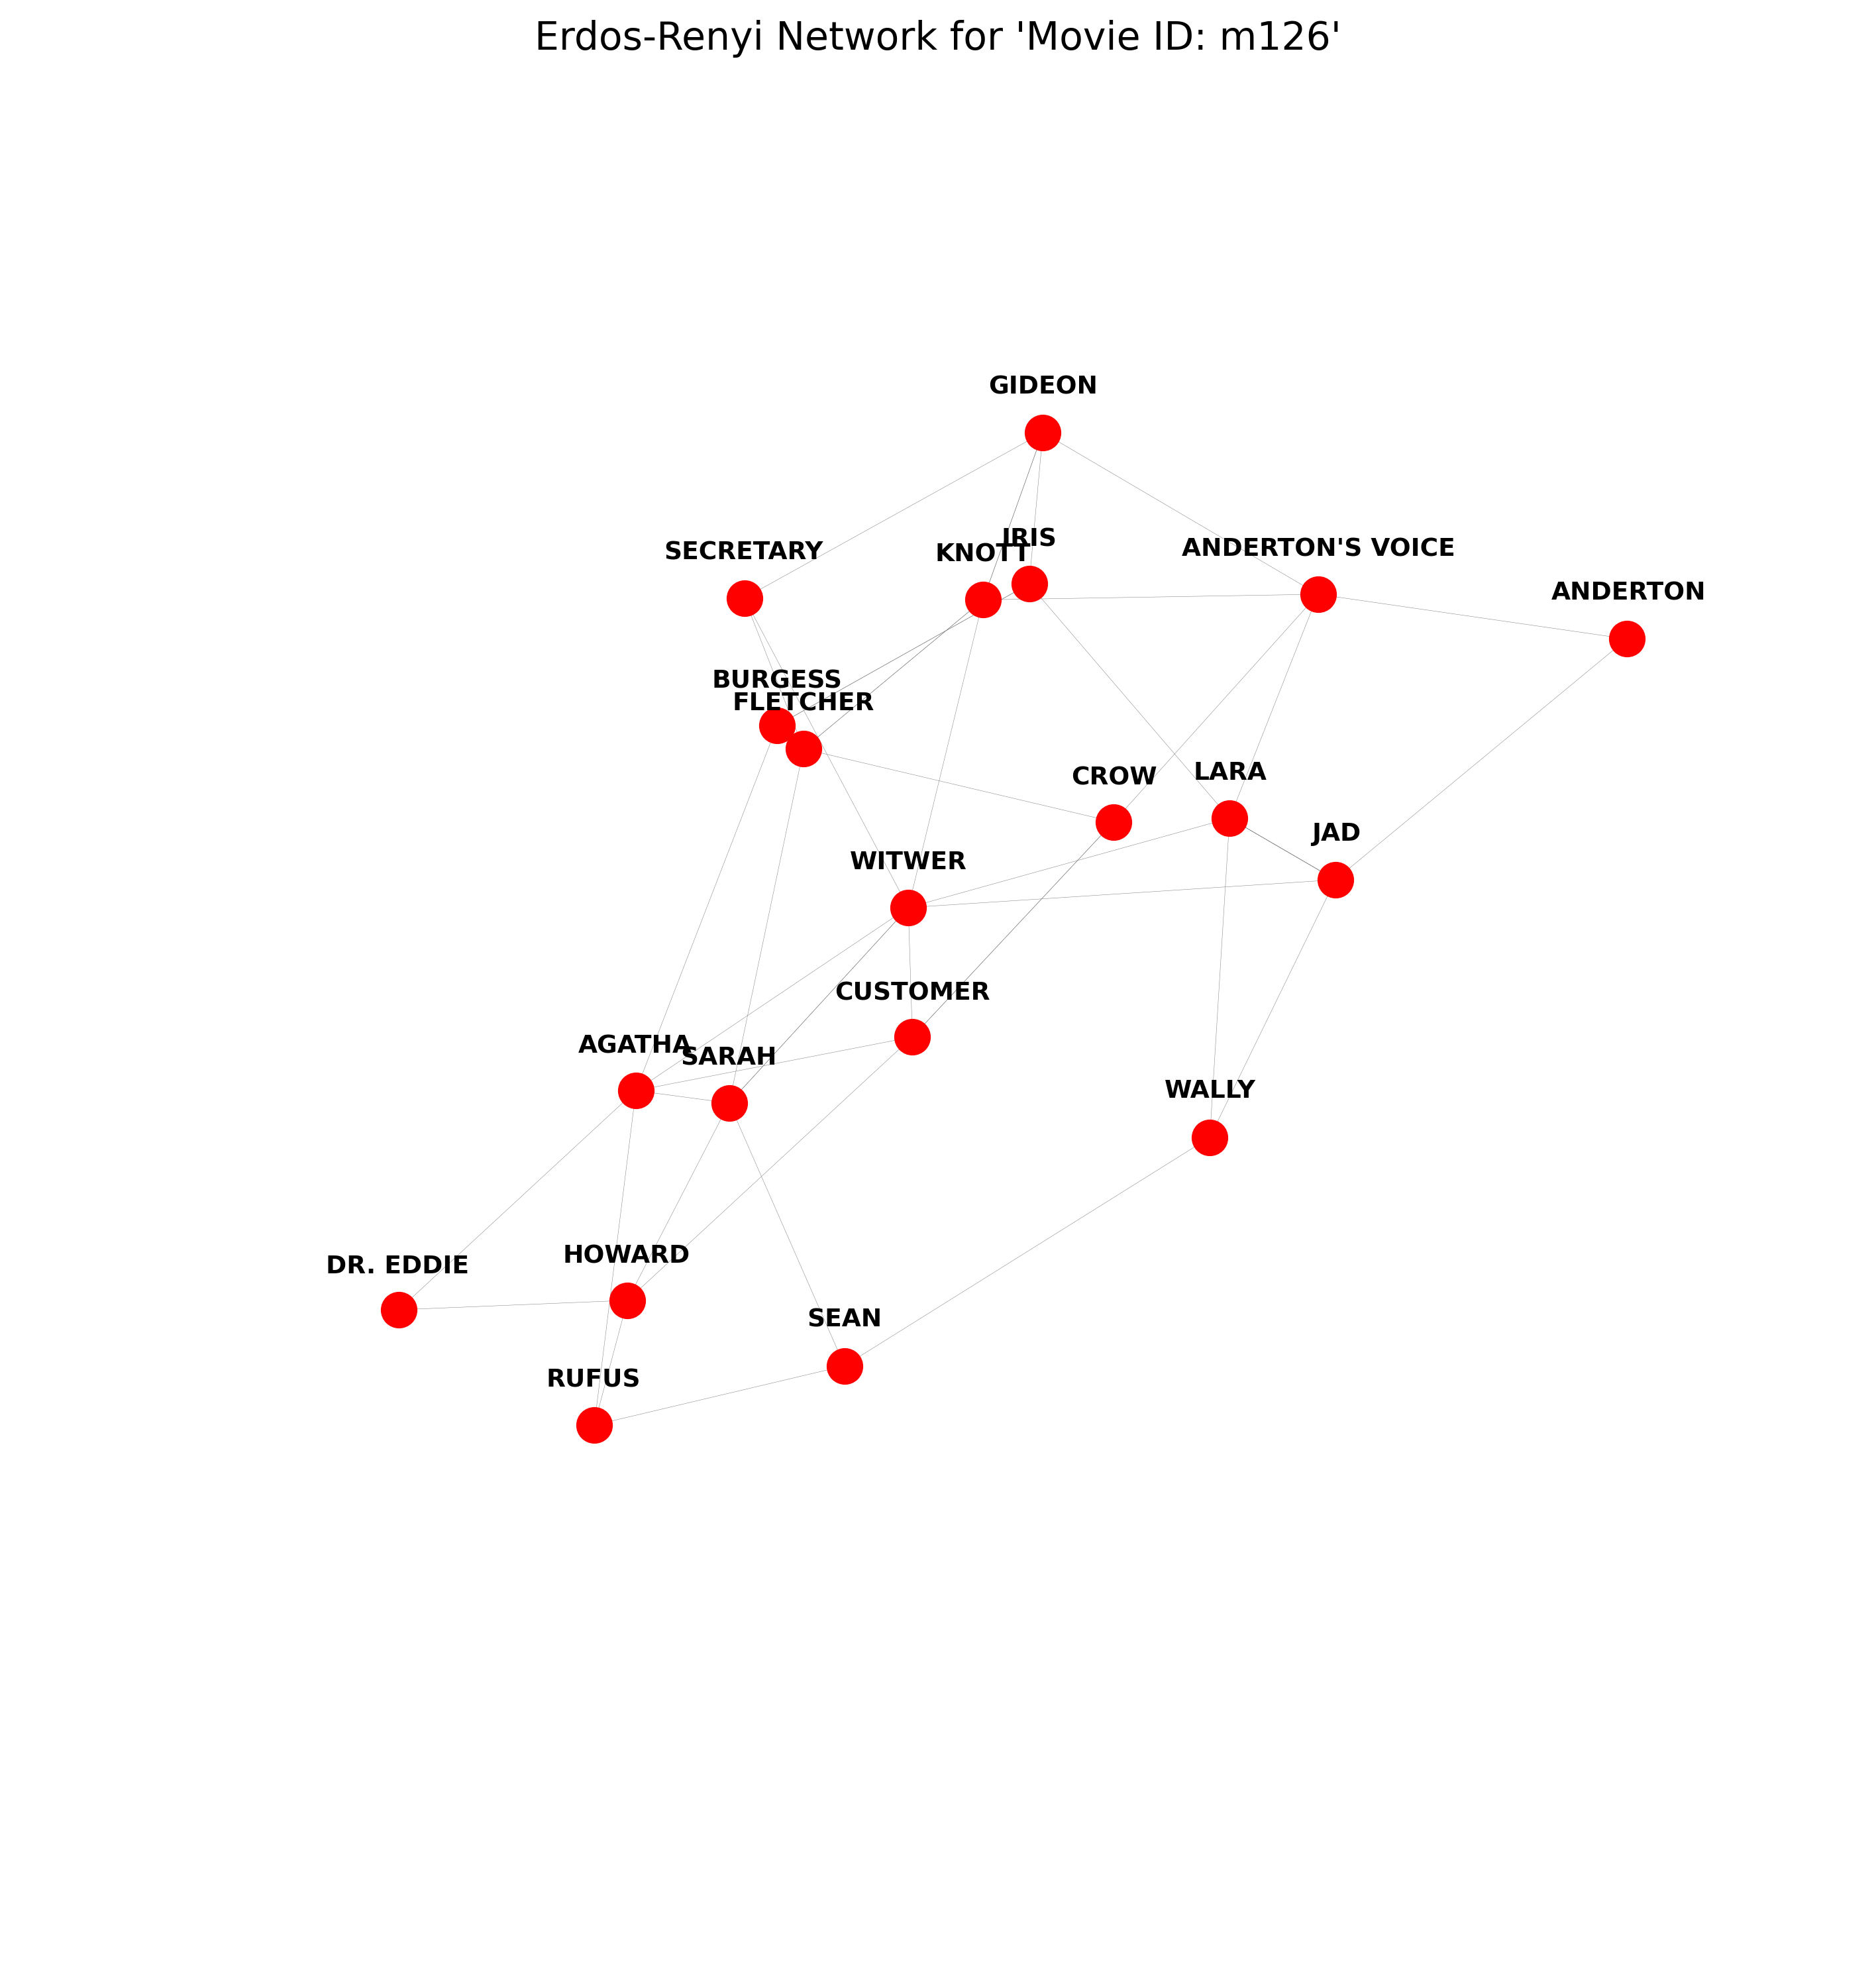 Erdos-Renyi Network for 'Movie ID: m126'
GIDEON
IRIS
KNOTT
SECRETARY
ANDERTON'S VOICE
ANDERTON
BURGESS
FLETCHER
CROW
LARA
JAD
WITWER
CUSTOMER
AGATHA
SARAH
WALLY
HOWARD
DR. EDDIE
SEAN
RUFUS